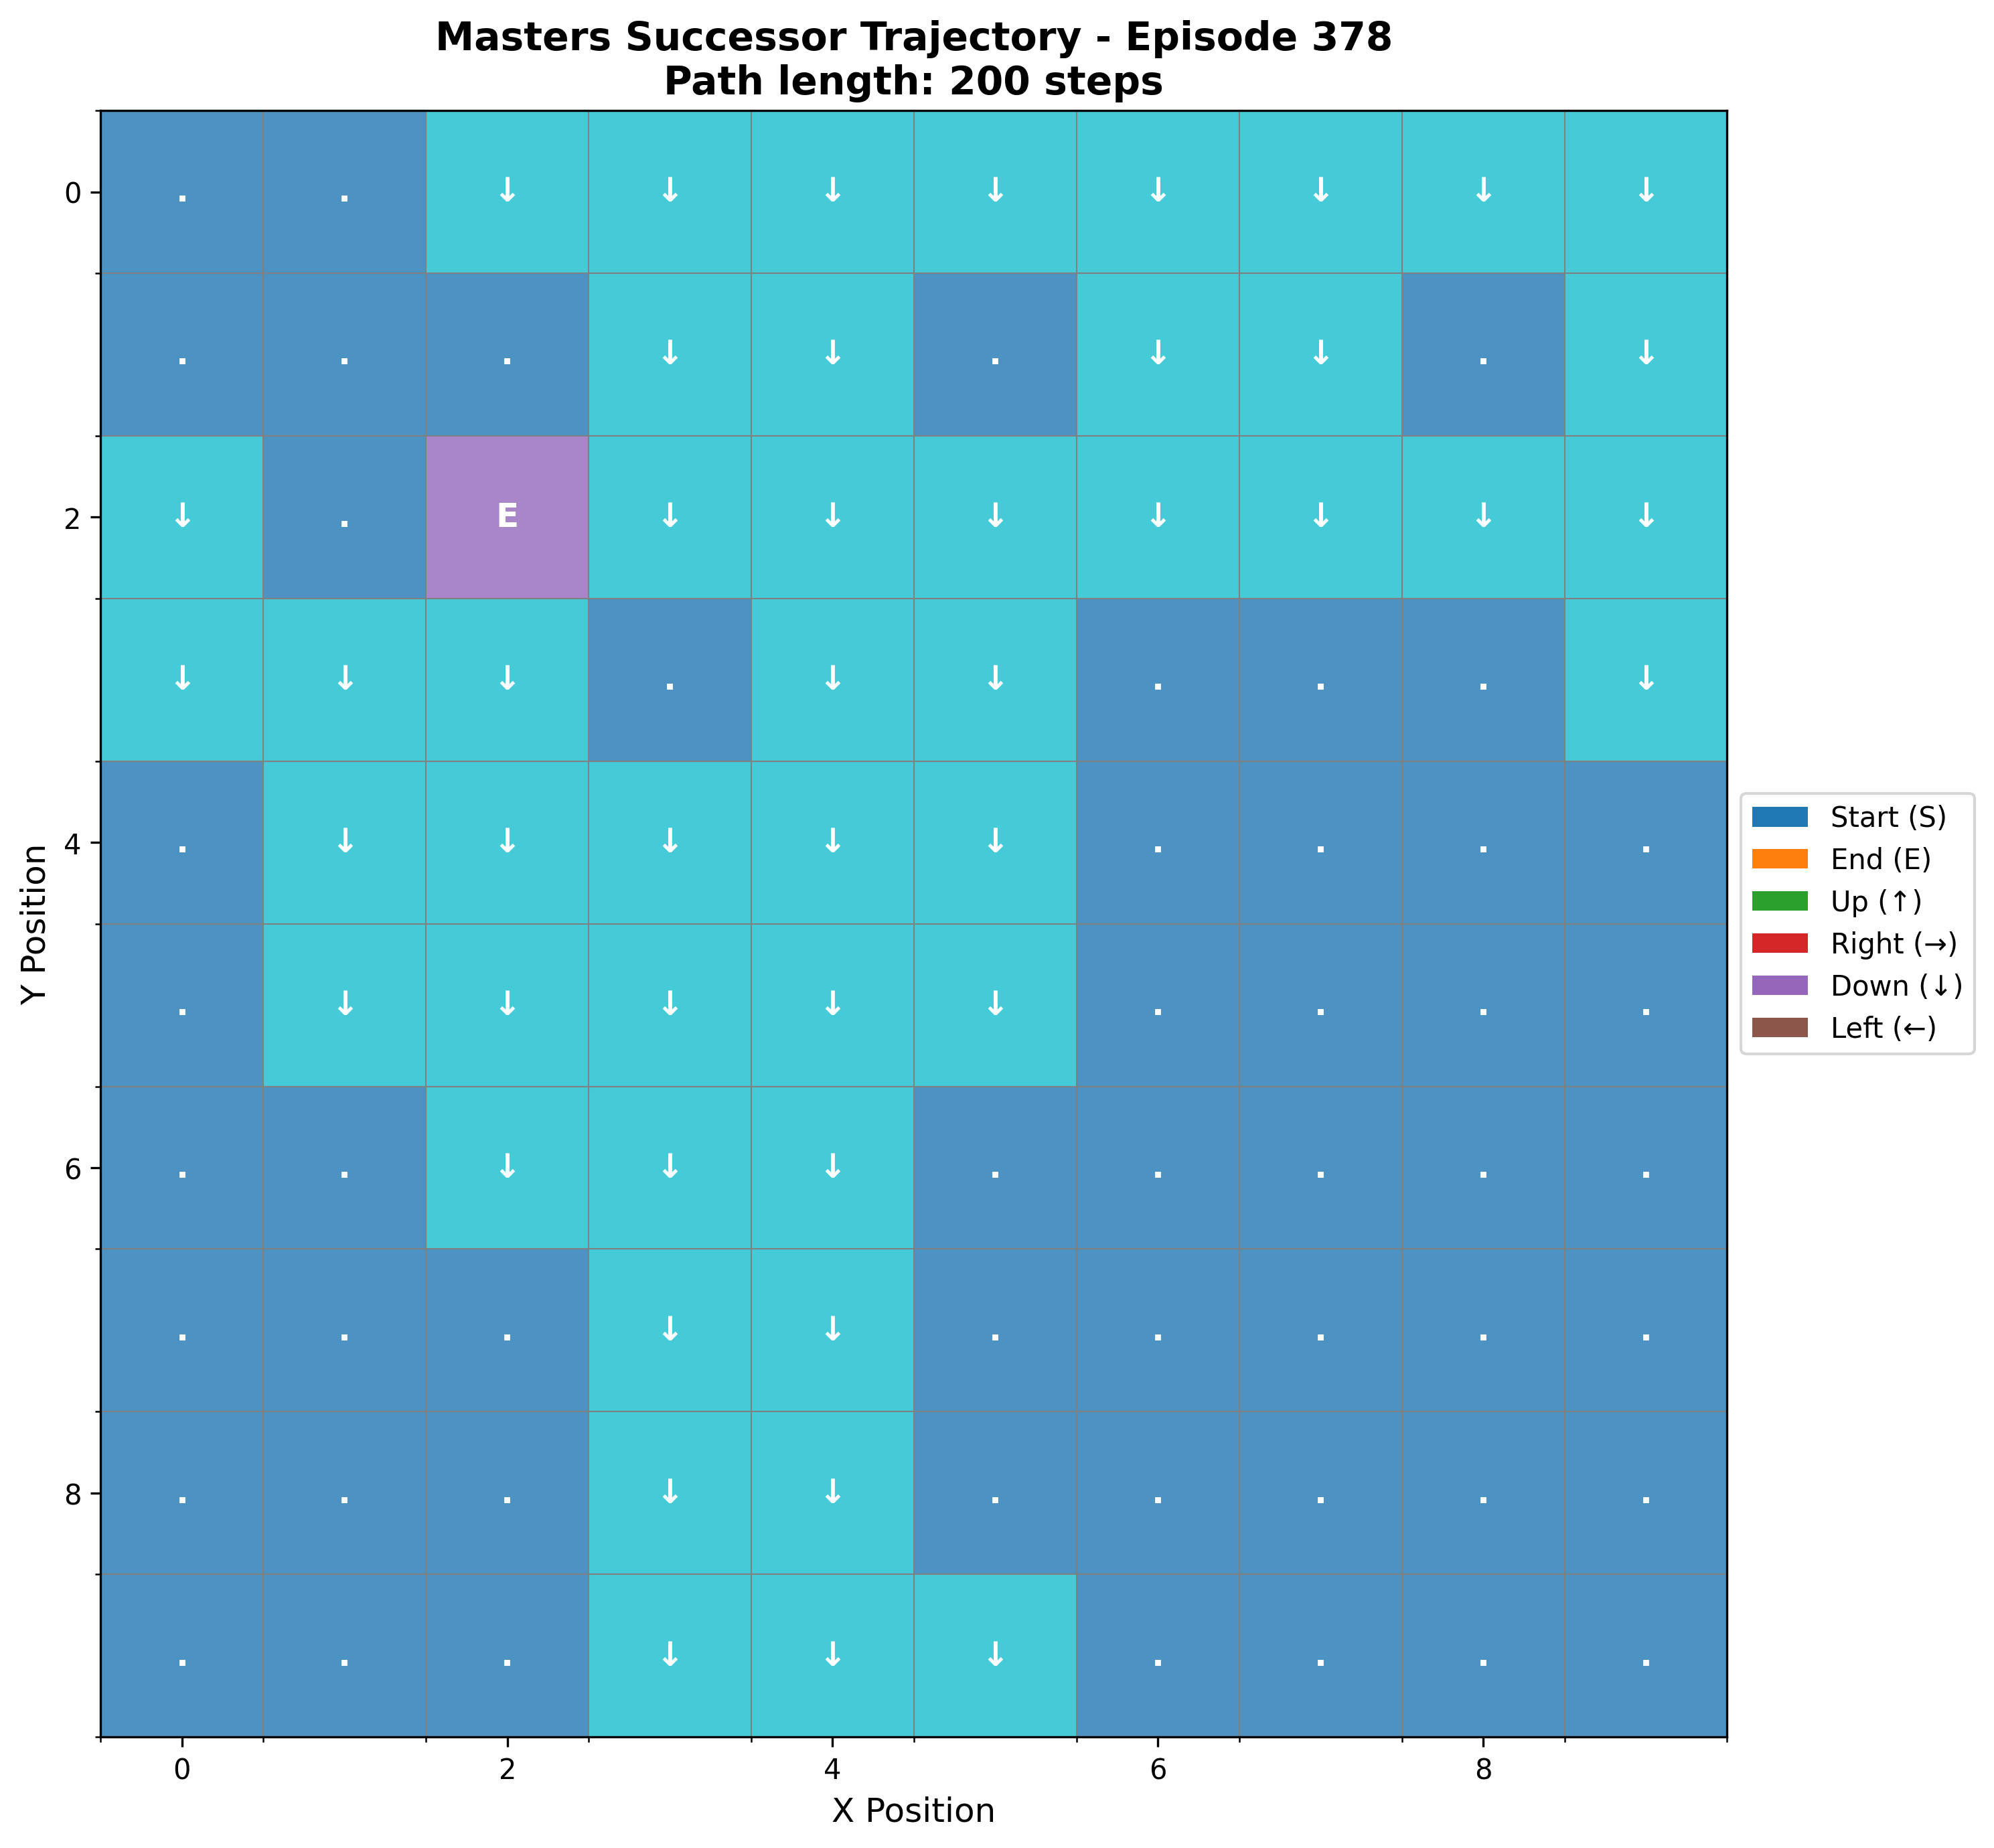 Masters Successor Trajectory - Episode 378
Path length: 200 steps
0 . . ↓ ↓ ↓ ↓ ↓ ↓ ↓ ↓
. . . ↓ ↓ . ↓ ↓ . ↓
2 ↓ . E ↓ ↓ ↓ ↓ ↓ ↓ ↓
↓ ↓ ↓ . ↓ ↓ . . . ↓
4 . ↓ ↓ ↓ ↓ ↓ . . . .
. ↓ ↓ ↓ ↓ ↓ . . . .
6 . . ↓ ↓ ↓ . . . . .
. . . ↓ ↓ . . . . .
8 . . . ↓ ↓ . . . . .
. . . ↓ ↓ ↓ . . . .
0 2 4 6 8
X Position
Y Position
Start (S)
End (E)
Up (↑)
Right (→)
Down (↓)
Left (←)